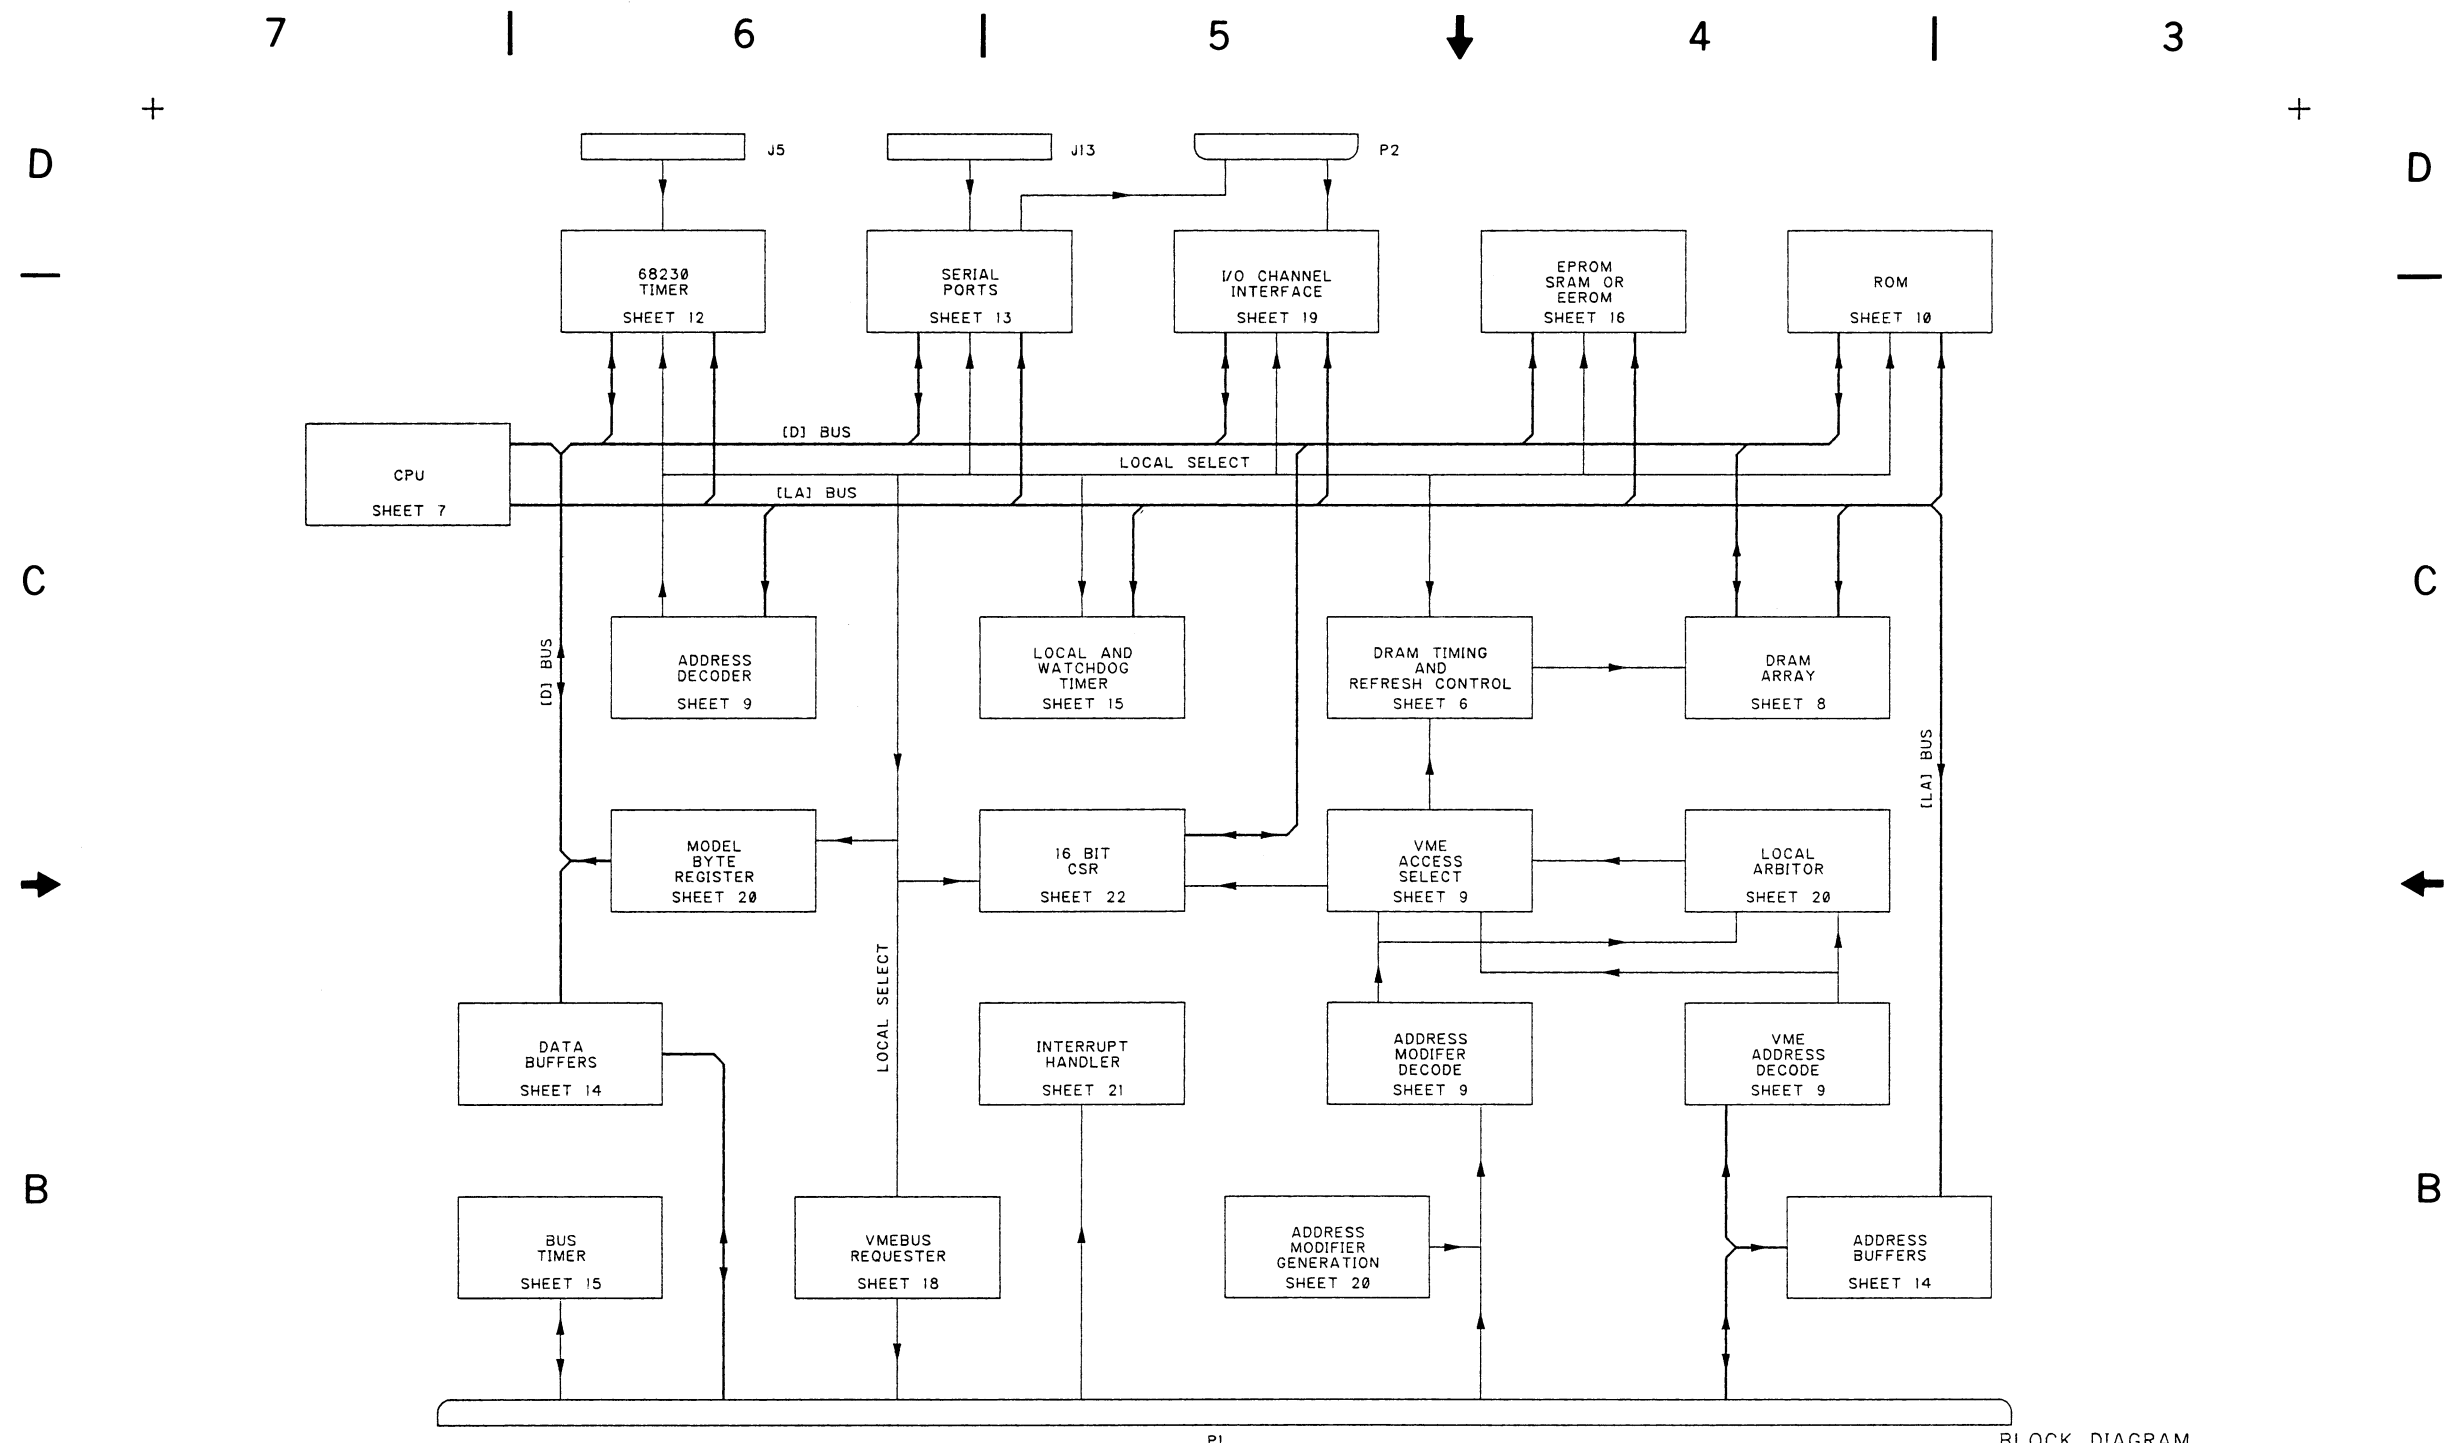 7 6 5 4 3
D D
J5 J13 P2
68230
TIMER
SHEET 12
SERIAL
PORTS
SHEET 13
I/O CHANNEL
INTERFACE
SHEET 19
EPROM
SRAM OR
EEROM
SHEET 16
ROM
SHEET 10
CPU
SHEET 7
[D] BUS
LOCAL SELECT
[LA] BUS
C C
[D] BUS
ADDRESS
DECODER
SHEET 9
LOCAL AND
WATCHDOG
TIMER
SHEET 15
DRAM TIMING
AND
REFRESH CONTROL
SHEET 6
DRAM
ARRAY
SHEET 8
[LA] BUS
MODEL
BYTE
REGISTER
SHEET 20
16 BIT
CSR
SHEET 22
VME
ACCESS
SELECT
SHEET 9
LOCAL
ARBITOR
SHEET 20
LOCAL SELECT
DATA
BUFFERS
SHEET 14
INTERRUPT
HANDLER
SHEET 21
ADDRESS
MODIFER
DECODE
SHEET 9
VME
ADDRESS
DECODE
SHEET 9
B B
BUS
TIMER
SHEET 15
VMEBUS
REQUESTER
SHEET 18
ADDRESS
MODIFIER
GENERATION
SHEET 20
ADDRESS
BUFFERS
SHEET 14
P1
BLOCK DIAGRAM